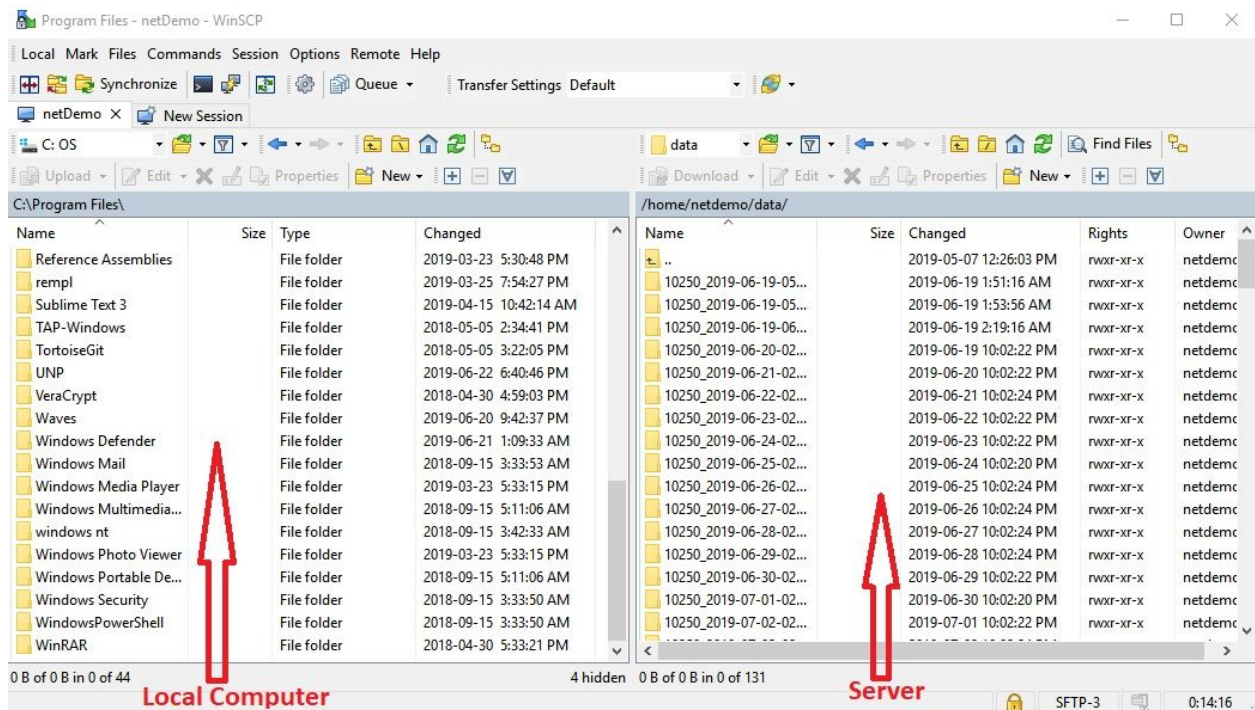 Program Files - netDemo - WinSCP
Local Mark Files Commands Session Options Remote Help
Synchronize Queue Transfer Settings Default
netDemo New Session
C: OS
data Find Files
Upload Edit Properties New
Download Edit Properties New
C:\Program Files\
/home/netdemo/data/
Name Size Type Changed
Reference Assemblies File folder 2019-03-23 5:30:48 PM
rempl File folder 2019-03-25 7:54:27 PM
Sublime Text 3 File folder 2019-04-15 10:42:14 AM
TAP-Windows File folder 2018-05-05 2:34:41 PM
TortoiseGit File folder 2018-05-05 3:22:05 PM
UNP File folder 2019-06-22 6:40:46 PM
VeraCrypt File folder 2018-04-30 4:59:03 PM
Waves File folder 2019-06-20 9:42:37 PM
Windows Defender File folder 2019-06-21 1:09:33 AM
Windows Mail File folder 2018-09-15 3:33:53 AM
Windows Media Player File folder 2019-03-23 5:33:15 PM
Windows Multimedia... File folder 2018-09-15 5:11:06 AM
windows nt File folder 2018-09-15 3:42:33 AM
Windows Photo Viewer File folder 2019-03-23 5:33:15 PM
Windows Portable De... File folder 2018-09-15 5:11:06 AM
Windows Security File folder 2018-09-15 3:33:50 AM
WindowsPowerShell File folder 2018-09-15 3:33:50 AM
WinRAR File folder 2018-04-30 5:33:21 PM
Name Size Changed Rights Owner
.. 2019-05-07 12:26:03 PM rwxr-xr-x netdemo
10250_2019-06-19-05... 2019-06-19 1:51:16 AM rwxr-xr-x netdemo
10250_2019-06-19-05... 2019-06-19 1:53:56 AM rwxr-xr-x netdemo
10250_2019-06-19-06... 2019-06-19 2:19:16 AM rwxr-xr-x netdemo
10250_2019-06-20-02... 2019-06-19 10:02:22 PM rwxr-xr-x netdemo
10250_2019-06-21-02... 2019-06-20 10:02:22 PM rwxr-xr-x netdemo
10250_2019-06-22-02... 2019-06-21 10:02:24 PM rwxr-xr-x netdemo
10250_2019-06-23-02... 2019-06-22 10:02:22 PM rwxr-xr-x netdemo
10250_2019-06-24-02... 2019-06-23 10:02:22 PM rwxr-xr-x netdemo
10250_2019-06-25-02... 2019-06-24 10:02:20 PM rwxr-xr-x netdemo
10250_2019-06-26-02... 2019-06-25 10:02:24 PM rwxr-xr-x netdemo
10250_2019-06-27-02... 2019-06-26 10:02:24 PM rwxr-xr-x netdemo
10250_2019-06-28-02... 2019-06-27 10:02:24 PM rwxr-xr-x netdemo
10250_2019-06-29-02... 2019-06-28 10:02:24 PM rwxr-xr-x netdemo
10250_2019-06-30-02... 2019-06-29 10:02:22 PM rwxr-xr-x netdemo
10250_2019-07-01-02... 2019-06-30 10:02:20 PM rwxr-xr-x netdemo
10250_2019-07-02-02... 2019-07-01 10:02:22 PM rwxr-xr-x netdemo
0 B of 0 B in 0 of 44 4 hidden
0 B of 0 B in 0 of 131
Local Computer
Server
SFTP-3 0:14:16